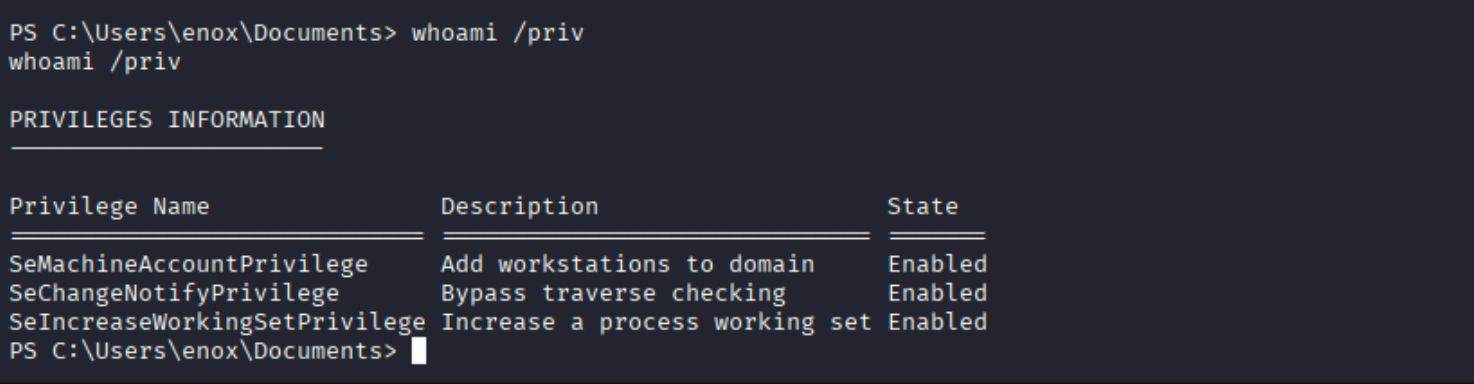 PS C:\Users\enox\Documents> whoami /priv
whoami /priv
PRIVILEGES INFORMATION
----------------------
Privilege Name                Description                    State
============================= ============================== =======
SeMachineAccountPrivilege     Add workstations to domain     Enabled
SeChangeNotifyPrivilege       Bypass traverse checking       Enabled
SeIncreaseWorkingSetPrivilege Increase a process working set Enabled
PS C:\Users\enox\Documents>